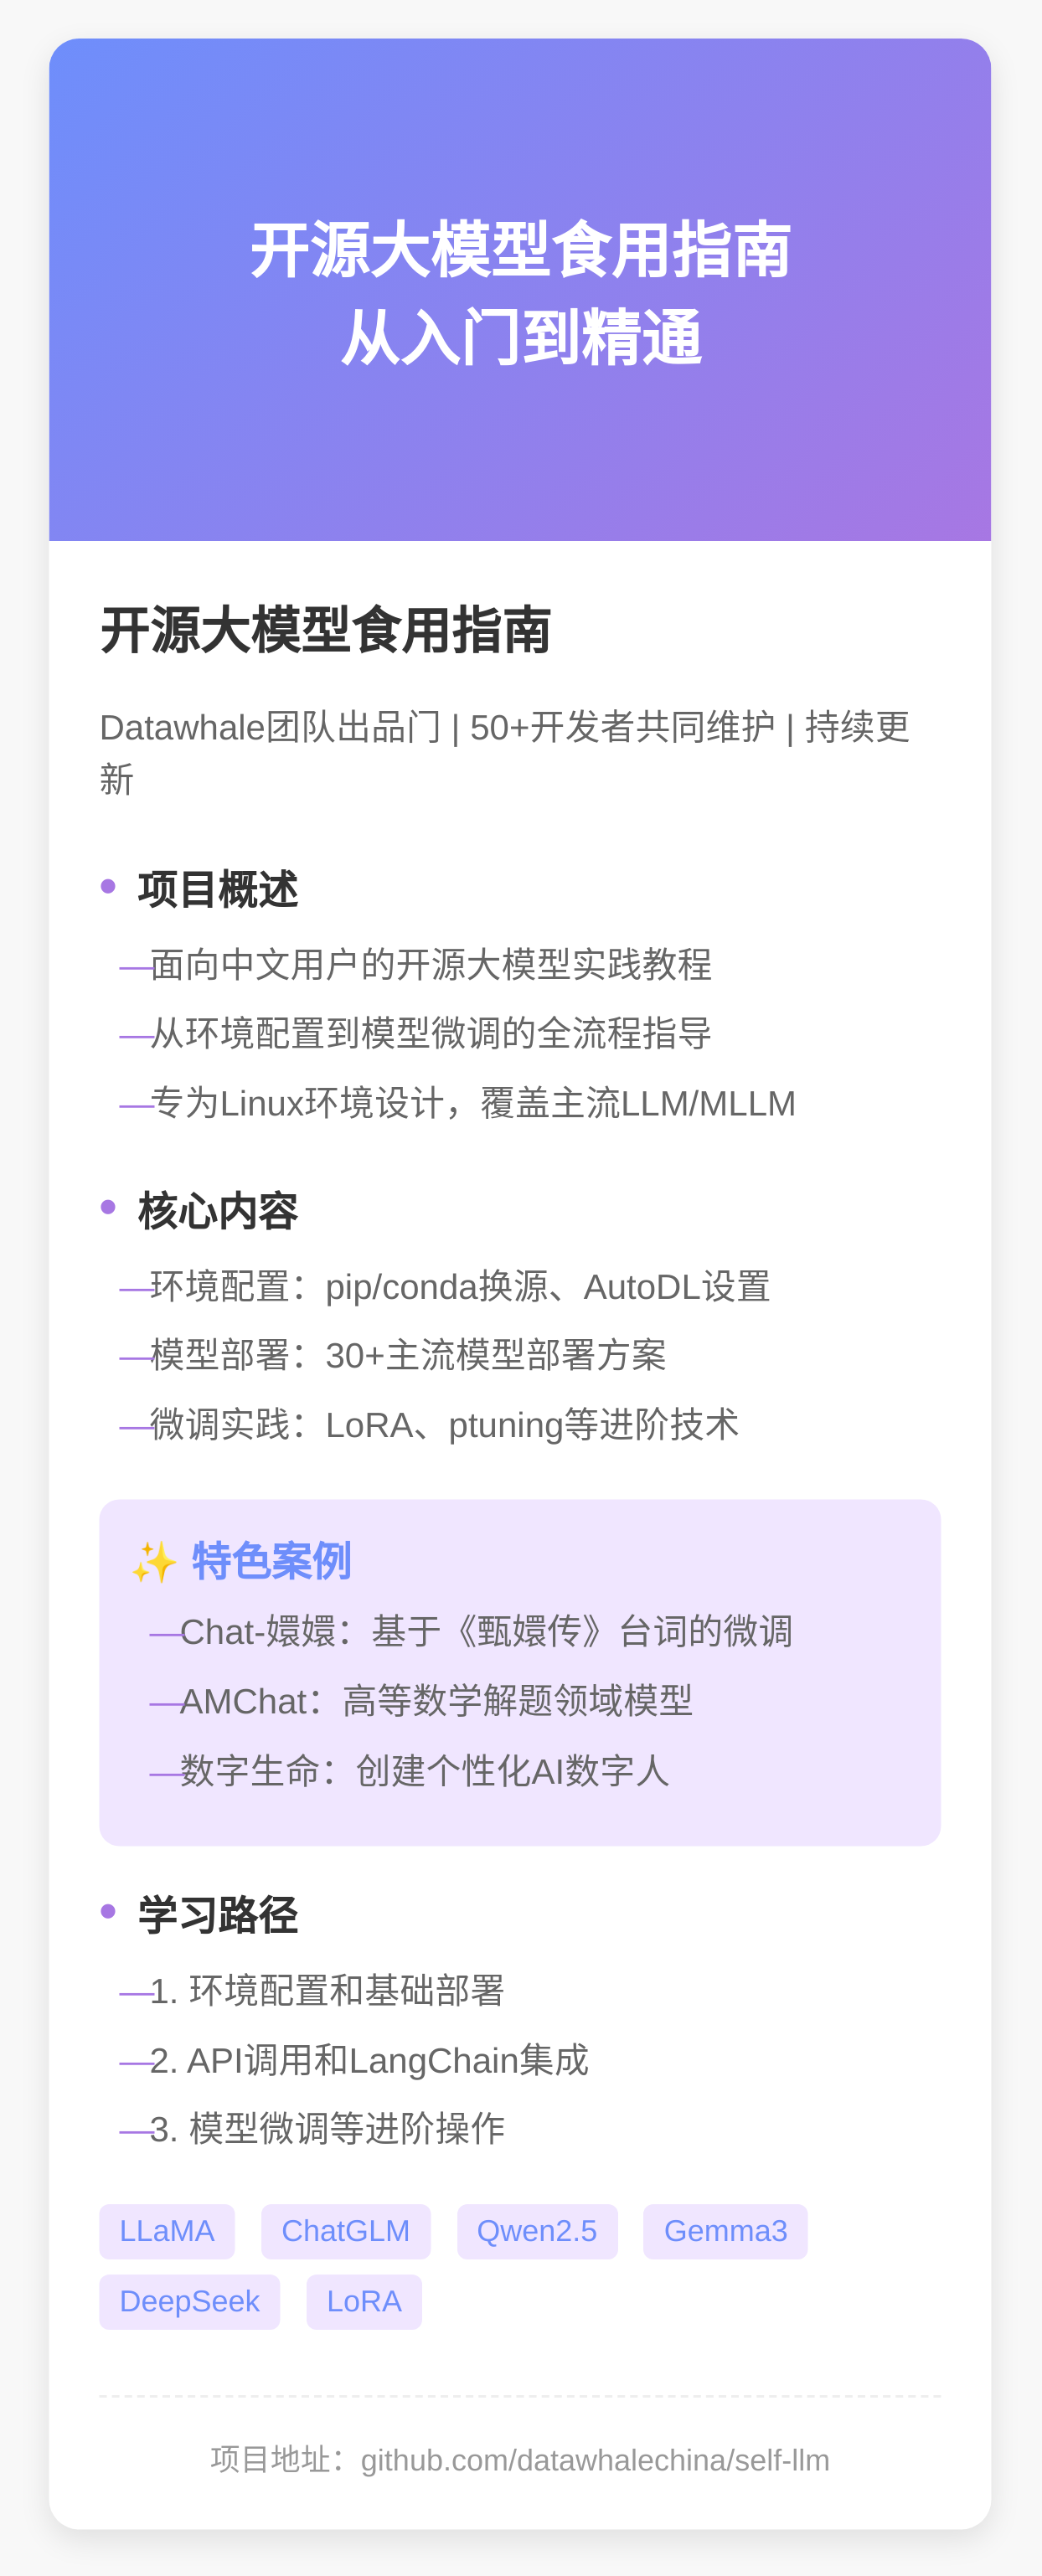 开源大模型食用指南
从入门到精通
开源大模型食用指南
Datawhale团队出品门 | 50+开发者共同维护 | 持续更
新
• 项目概述
—面向中文用户的开源大模型实践教程
—从环境配置到模型微调的全流程指导
—专为Linux环境设计，覆盖主流LLM/MLLM
• 核心内容
—环境配置：pip/conda换源、AutoDL设置
—模型部署：30+主流模型部署方案
—微调实践：LoRA、ptuning等进阶技术
✨ 特色案例
—Chat-嬛嬛：基于《甄嬛传》台词的微调
—AMChat：高等数学解题领域模型
—数字生命：创建个性化AI数字人
• 学习路径
—1. 环境配置和基础部署
—2. API调用和LangChain集成
—3. 模型微调等进阶操作
LLaMA ChatGLM Qwen2.5 Gemma3
DeepSeek LoRA
项目地址：github.com/datawhalechina/self-llm